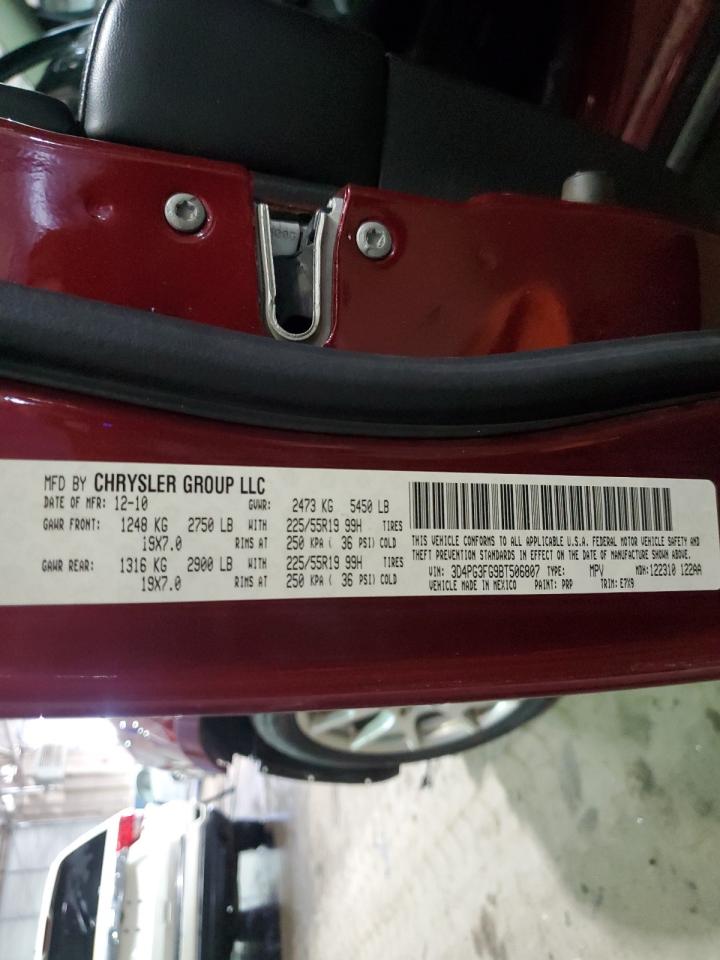 MFD BY CHRYSLER GROUP LLC
DATE OF MFR: 12-10 GVWR: 2473 KG 5450 LB
GAWR FRONT: 1248 KG 2750 LB WITH 225/55R19 99H TIRES
19X7.0 RIMS AT 250 KPA ( 36 PSI) COLD
GAWR REAR: 1316 KG 2900 LB WITH 225/55R19 99H TIRES
19X7.0 RIMS AT 250 KPA ( 36 PSI) COLD
THIS VEHICLE CONFORMS TO ALL APPLICABLE U.S.A. FEDERAL MOTOR VEHICLE SAFETY AND
THEFT PREVENTION STANDARDS IN EFFECT ON THE DATE OF MANUFACTURE SHOWN ABOVE.
VIN: 3D4PG3FG9BT506807 TYPE: MPV MDH: 122310 122AA
VEHICLE MADE IN MEXICO PAINT: PRP TRIM: E7X9